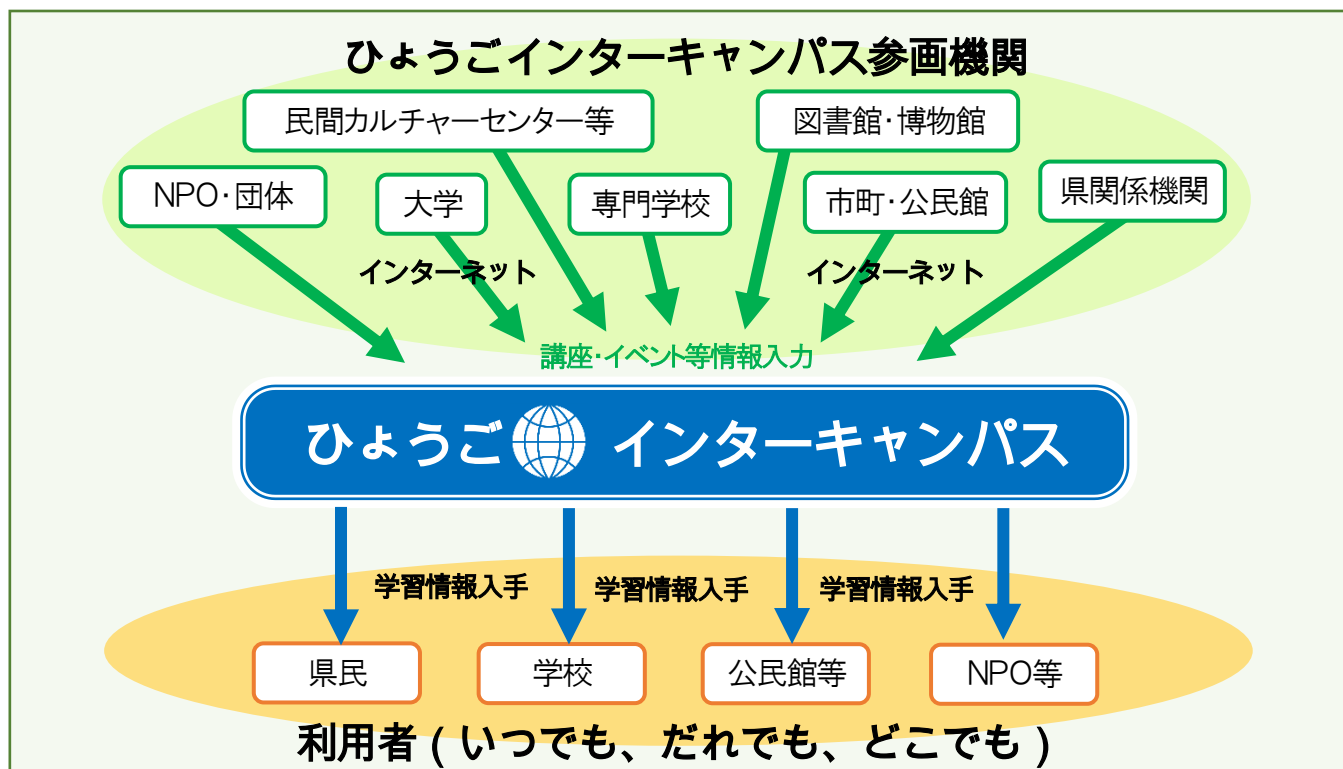 ひょうごインターキャンパス参画機関
民間カルチャーセンター等
図書館・博物館
NPO・団体
大学
専門学校
市町・公民館
県関係機関
インターネット
インターネット
講座・イベント等情報入力
ひょうご インターキャンパス
学習情報入手
学習情報入手
学習情報入手
県民
学校
公民館等
NPO等
利用者(いつでも、だれでも、どこでも)